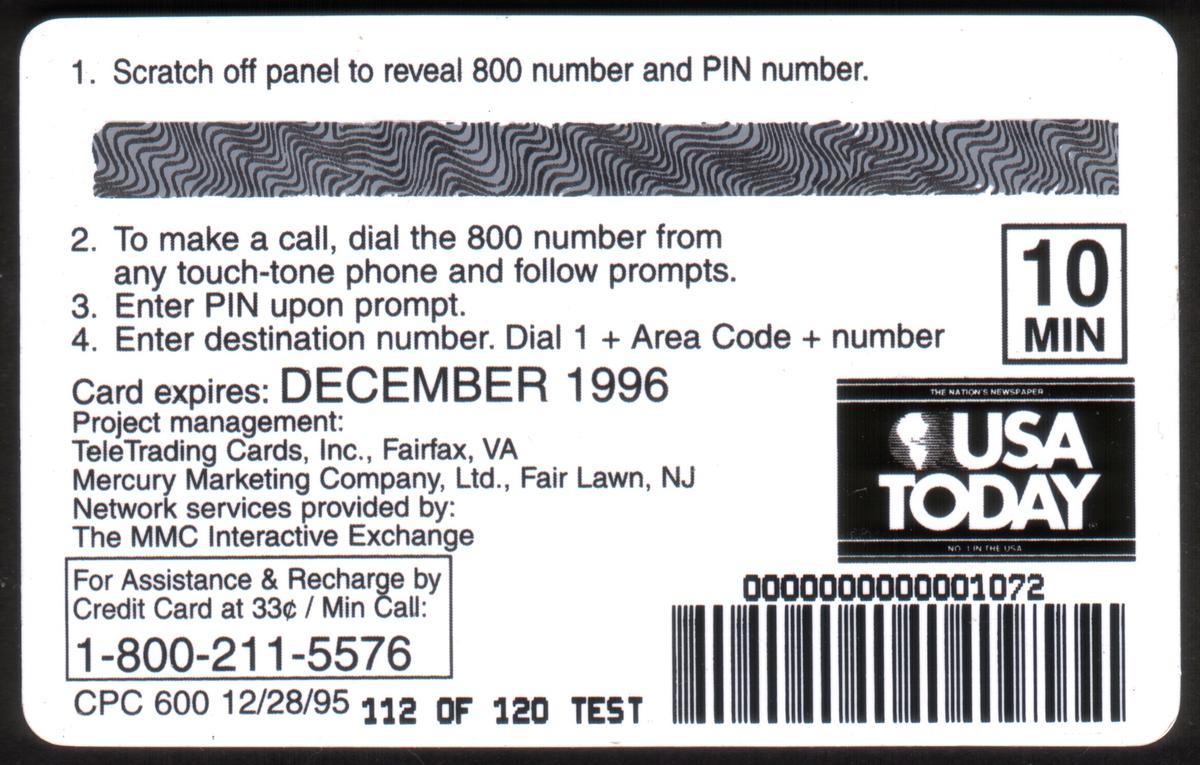 1. Scratch off panel to reveal 800 number and PIN number.
2. To make a call, dial the 800 number from
any touch-tone phone and follow prompts.
3. Enter PIN upon prompt.
4. Enter destination number. Dial 1 + Area Code + number
10
MIN
Card expires: DECEMBER 1996
Project management:
TeleTrading Cards, Inc., Fairfax, VA
Mercury Marketing Company, Ltd., Fair Lawn, NJ
Network services provided by:
The MMC Interactive Exchange
THE NATION'S NEWSPAPER
USA
TODAY
NO. 1 IN THE USA
For Assistance & Recharge by
Credit Card at 33¢ / Min Call:
1-800-211-5576
0000000000001072
CPC 600 12/28/95 112 OF 120 TEST